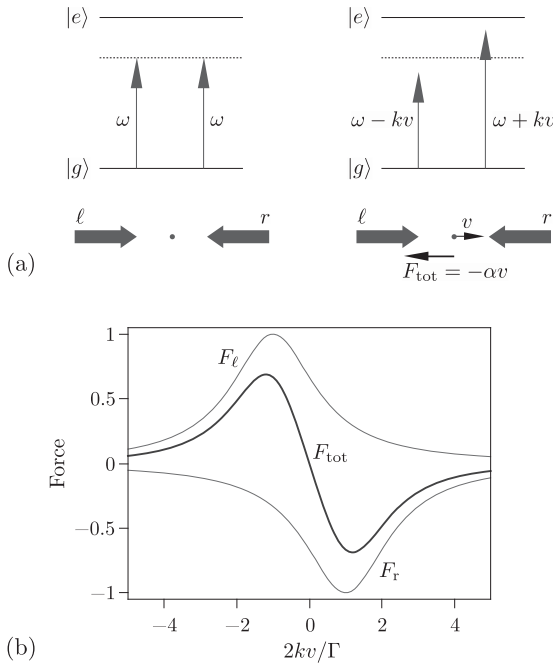 |e⟩ |e⟩
ω ω ω − kv ω + kv
|g⟩ |g⟩
ℓ r ℓ v r
(a) F_tot = −αv
1
F_ℓ
0.5
F_tot
Force 0
−0.5
F_r
−1
−4 −2 0 2 4
(b) 2kv/Γ